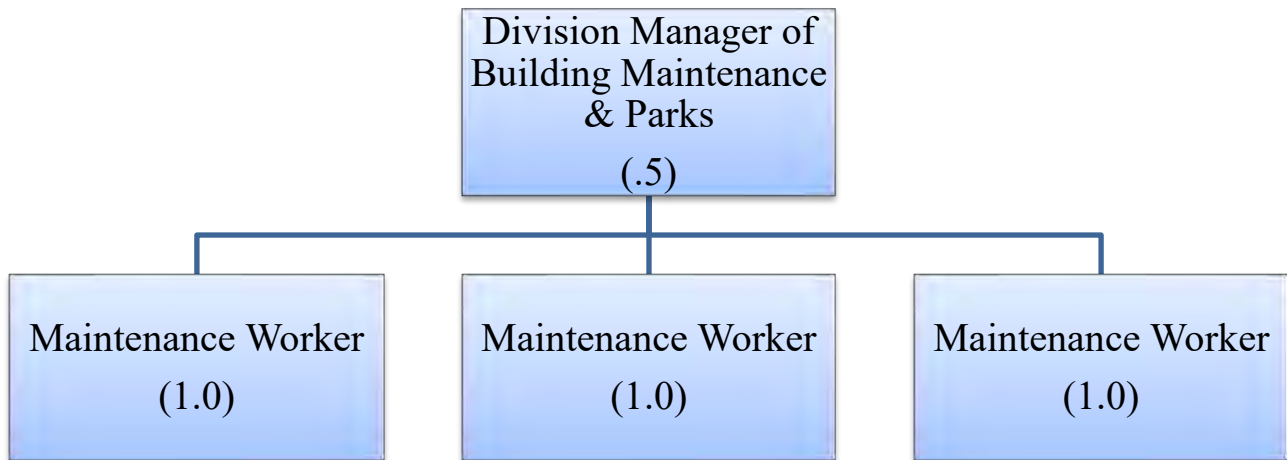 Division Manager of
Building Maintenance
& Parks
(.5)
Maintenance Worker
(1.0)
Maintenance Worker
(1.0)
Maintenance Worker
(1.0)